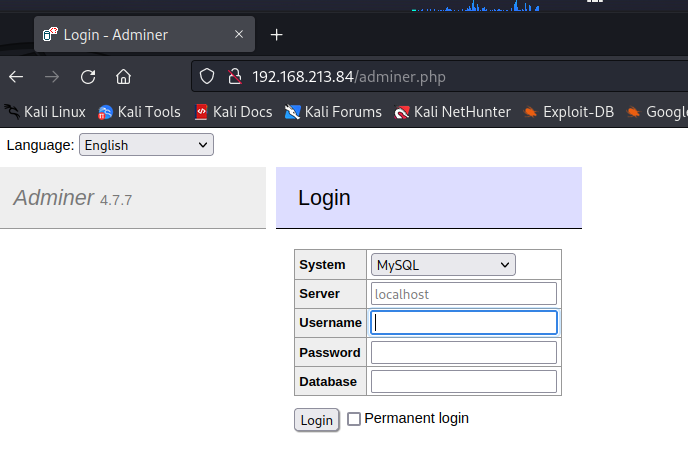 Login - Adminer
192.168.213.84/adminer.php
Kali Linux Kali Tools Kali Docs Kali Forums Kali NetHunter Exploit-DB Google
Language: English
Adminer 4.7.7
Login
System MySQL
Server localhost
Username
Password
Database
Login Permanent login